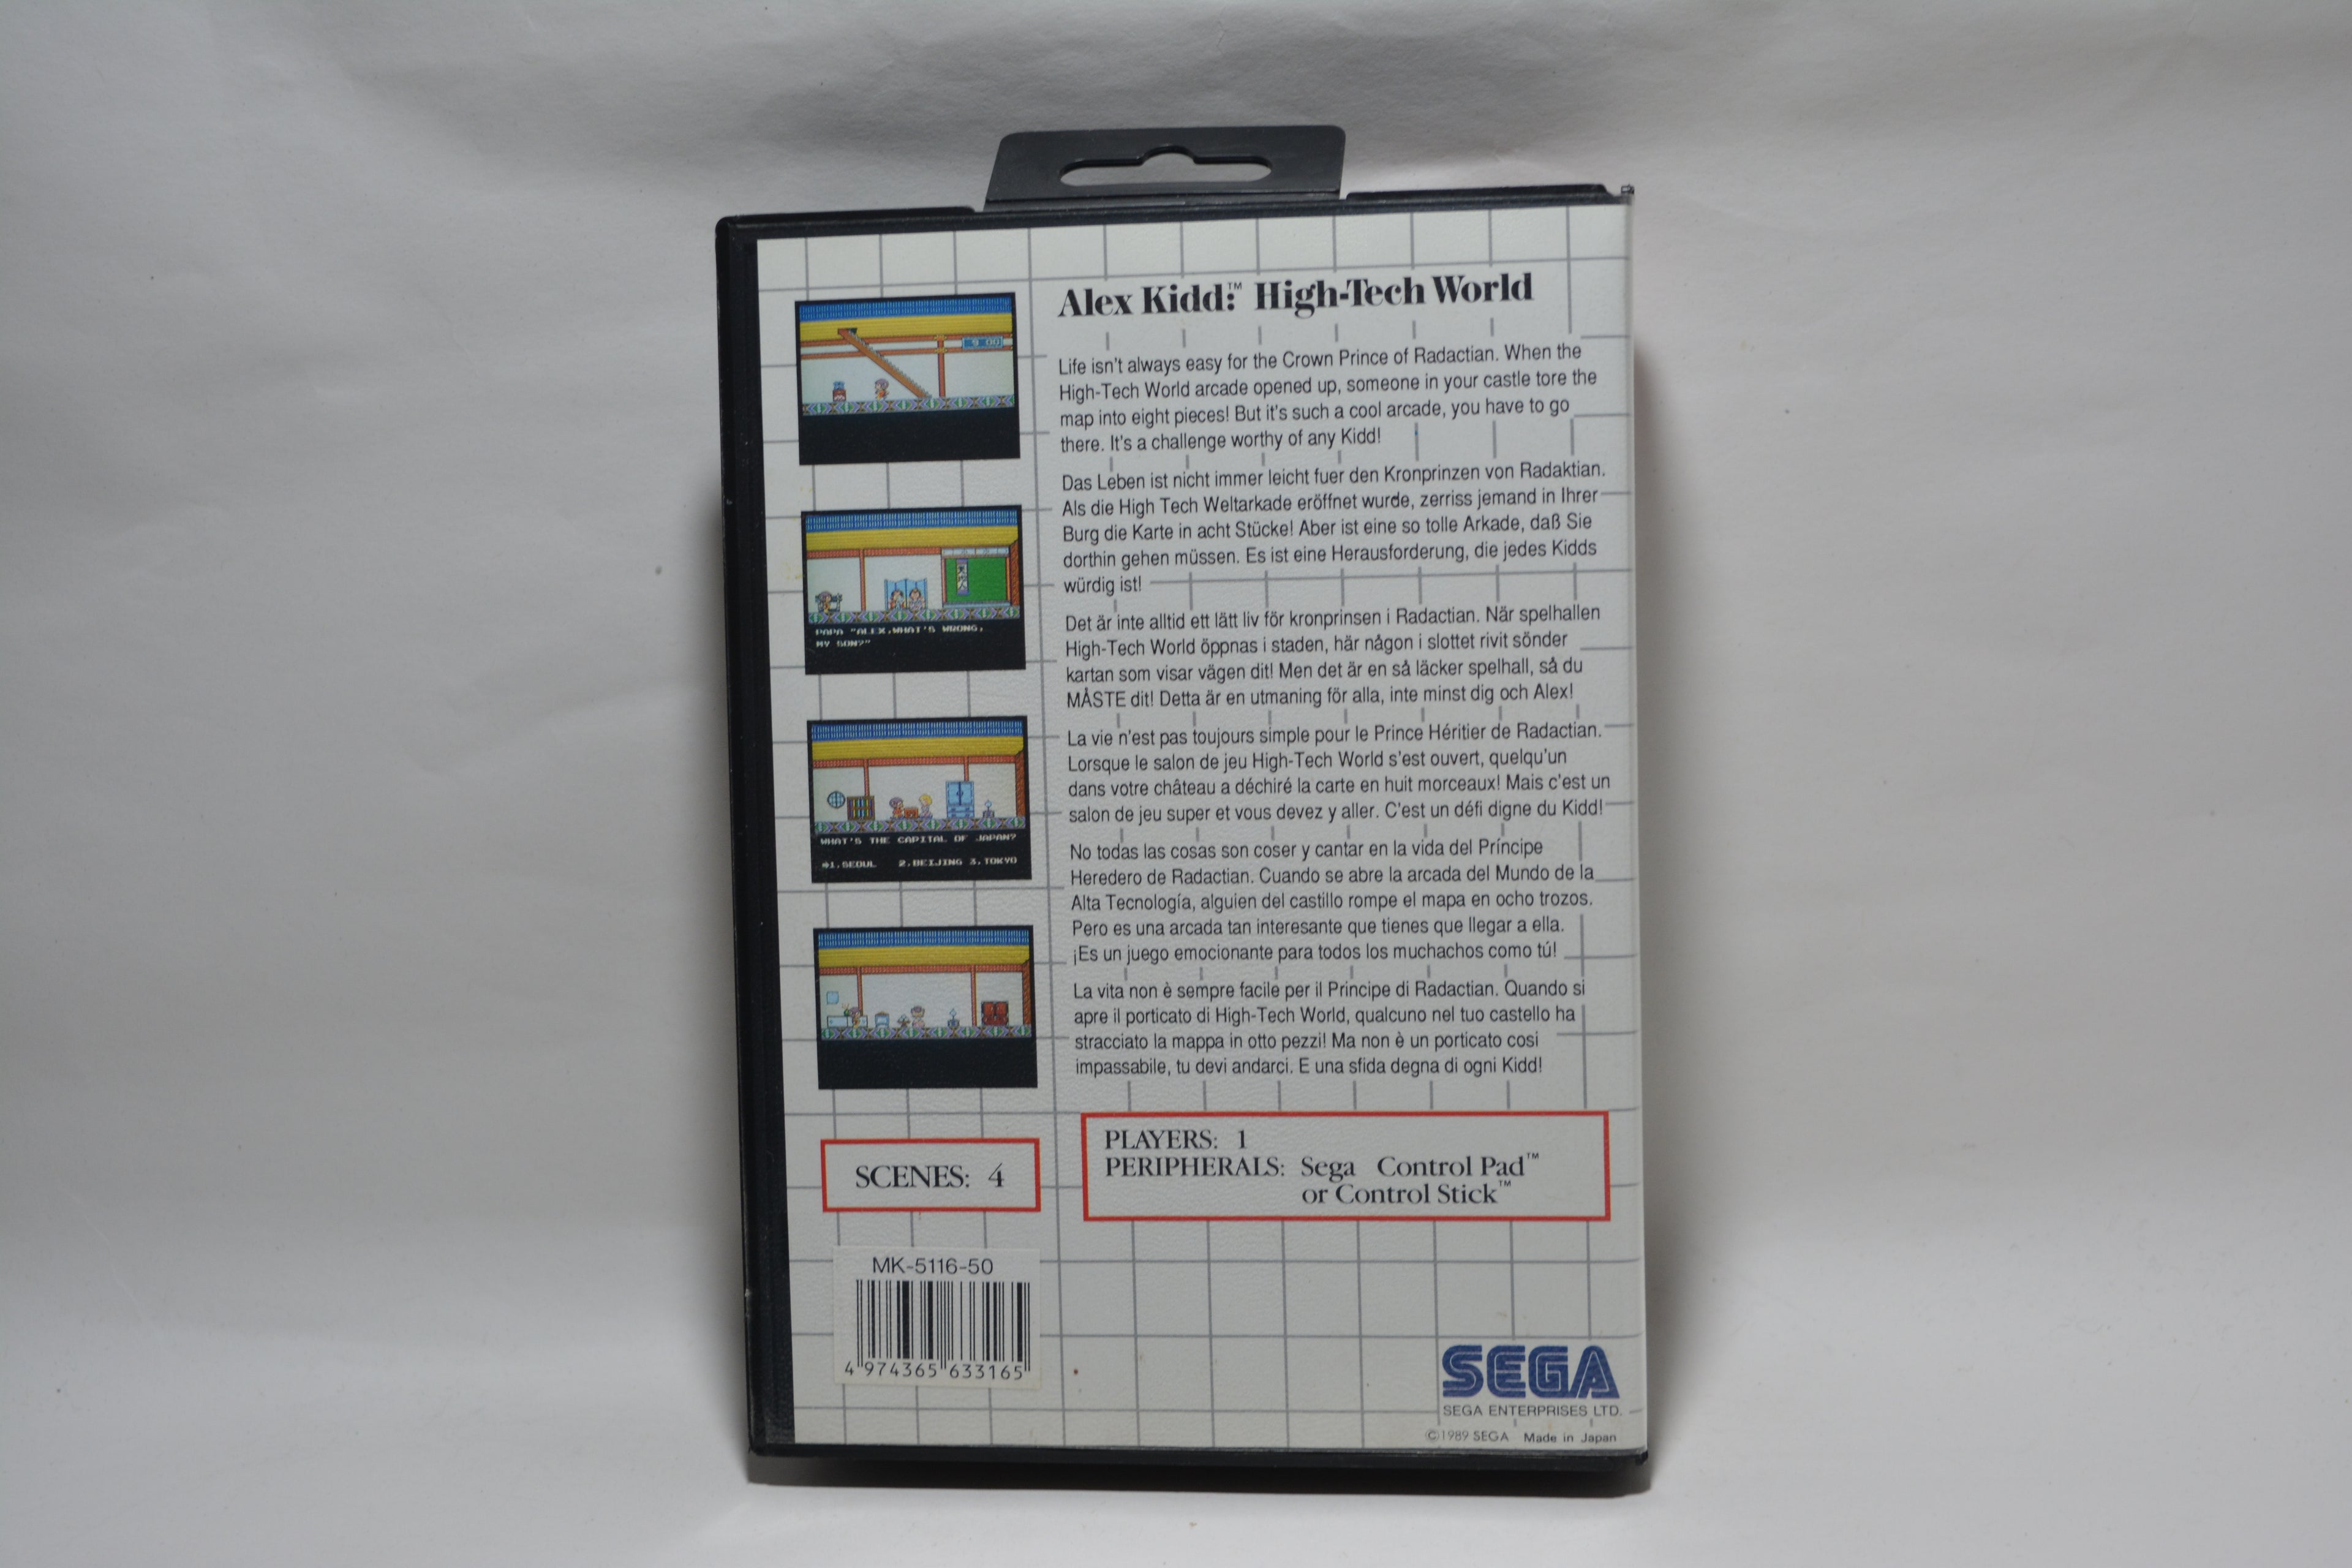 Alex Kidd:™ High-Tech World
Life isn't always easy for the Crown Prince of Radactian. When the
High-Tech World arcade opened up, someone in your castle tore the
map into eight pieces! But it's such a cool arcade, you have to go
there. It's a challenge worthy of any Kidd!
Das Leben ist nicht immer leicht fuer den Kronprinzen von Radaktian.
Als die High Tech Weltarkade eröffnet wurde, zerriss jemand in Ihrer
Burg die Karte in acht Stücke! Aber ist eine so tolle Arkade, daß Sie
dorthin gehen müssen. Es ist eine Herausforderung, die jedes Kidds
würdig ist!
Det är inte alltid ett lätt liv för kronprinsen i Radactian. När spelhallen
High-Tech World öppnas i staden, här någon i slottet rivit sönder
kartan som visar vägen dit! Men det är en så läcker spelhall, så du
MÅSTE dit! Detta är en utmaning för alla, inte minst dig och Alex!
La vie n'est pas toujours simple pour le Prince Héritier de Radactian.
Lorsque le salon de jeu High-Tech World s'est ouvert, quelqu'un
dans votre château a déchiré la carte en huit morceaux! Mais c'est un
salon de jeu super et vous devez y aller. C'est un défi digne du Kidd!
No todas las cosas son coser y cantar en la vida del Príncipe
Heredero de Radactian. Cuando se abre la arcada del Mundo de la
Alta Tecnología, alguien del castillo rompe el mapa en ocho trozos.
Pero es una arcada tan interesante que tienes que llegar a ella.
¡Es un juego emocionante para todos los muchachos como tú!
La vita non è sempre facile per il Principe di Radactian. Quando si
apre il porticato di High-Tech World, qualcuno nel tuo castello ha
stracciato la mappa in otto pezzi! Ma non è un porticato cosi
impassabile, tu devi andarci. E una sfida degna di ogni Kidd!
9 00
PAPA "ALEX,WHAT'S WRONG,
MY SON?"
WHAT'S THE CAPITAL OF JAPAN?
1.SEOUL 2.BEIJING 3.TOKYO
SCENES: 4
PLAYERS: 1
PERIPHERALS: Sega Control Pad™
or Control Stick™
MK-5116-50
4 974365 633165
SEGA
SEGA ENTERPRISES LTD.
©1989 SEGA Made in Japan